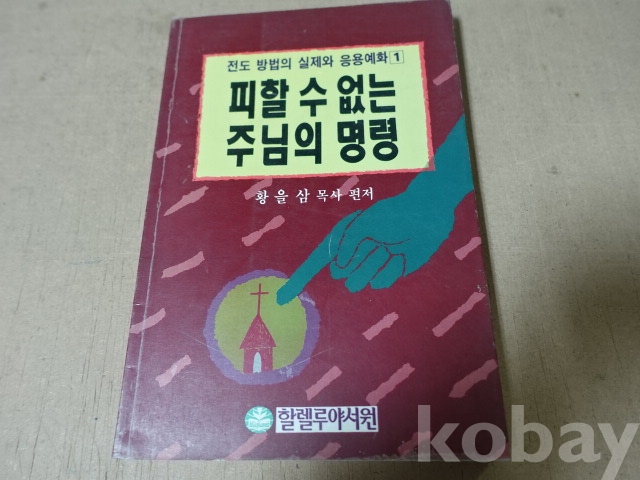 전도 방법의 실제와 응용예화 1
피할 수 없는
주님의 명령
황을삼 목사 편저
할렐루야서원
kobay